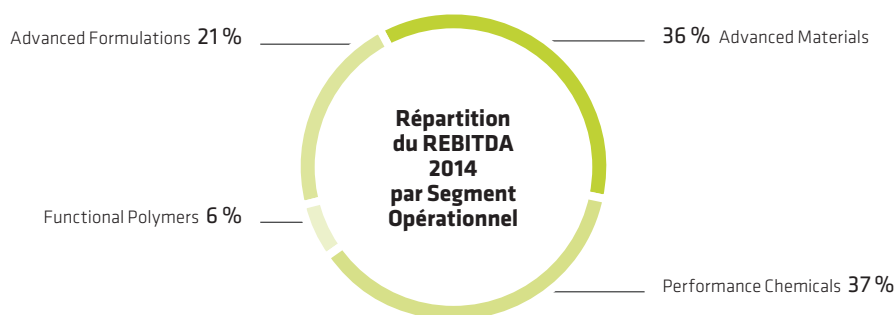 Advanced Formulations 21 %
36 % Advanced Materials
Répartition
du REBITDA
2014
par Segment
Opérationnel
Functional Polymers 6 %
Performance Chemicals 37 %